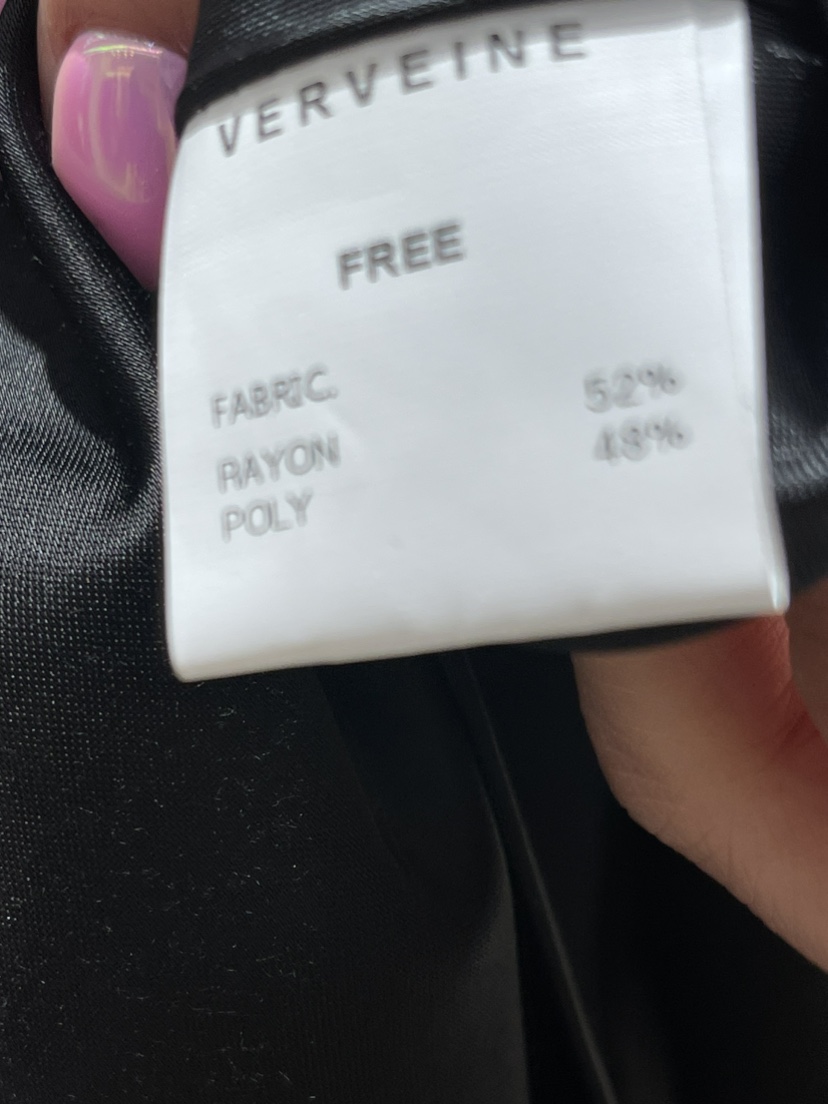 VERVEINE
FREE
FABRIC. 52%
RAYON 48%
POLY